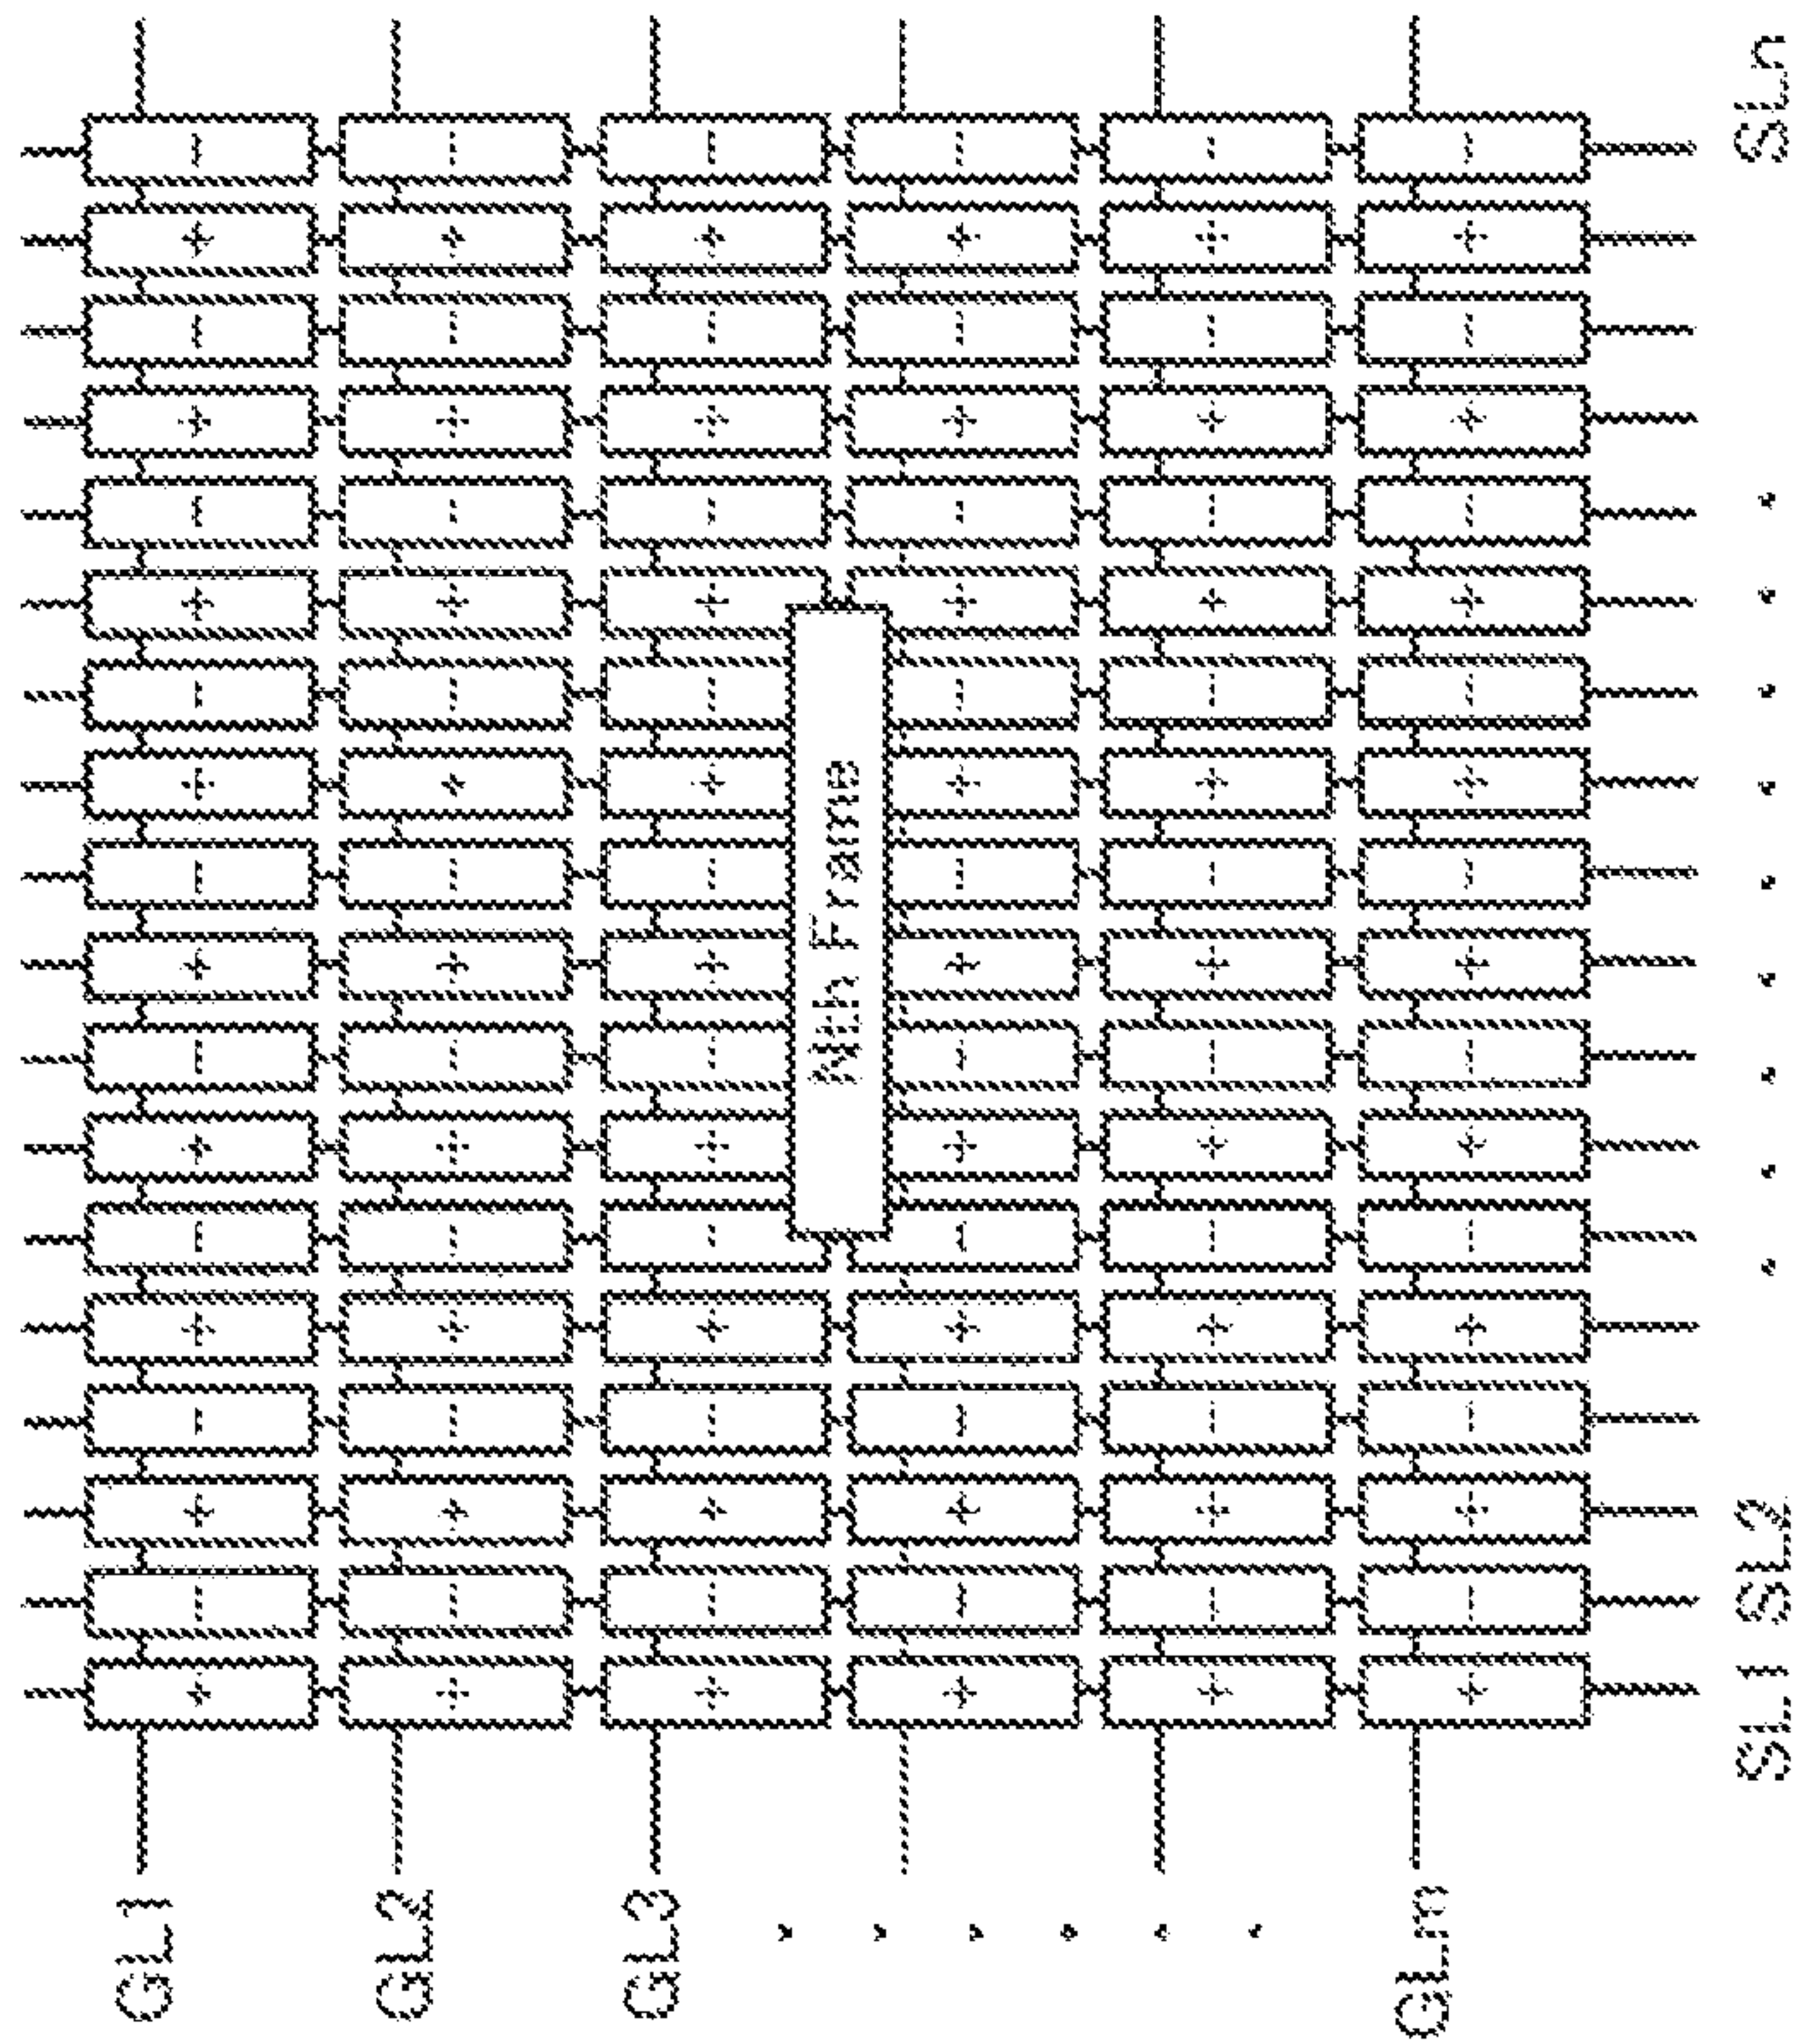 GL1 + - + - + - + - + - + - + - + - + -
GL2 + - + - + - + - + - + - + - + - + -
GL3 + - + - + - + - + - + - + - + - + -
Nth Frame
. . . . . .
+ - + - + - + - + - + - + - + - + -
+ - + - + - + - + - + - + - + - + -
GLm + - + - + - + - + - + - + - + - + -
SL1 SL2 . . . . . . . . . SLn